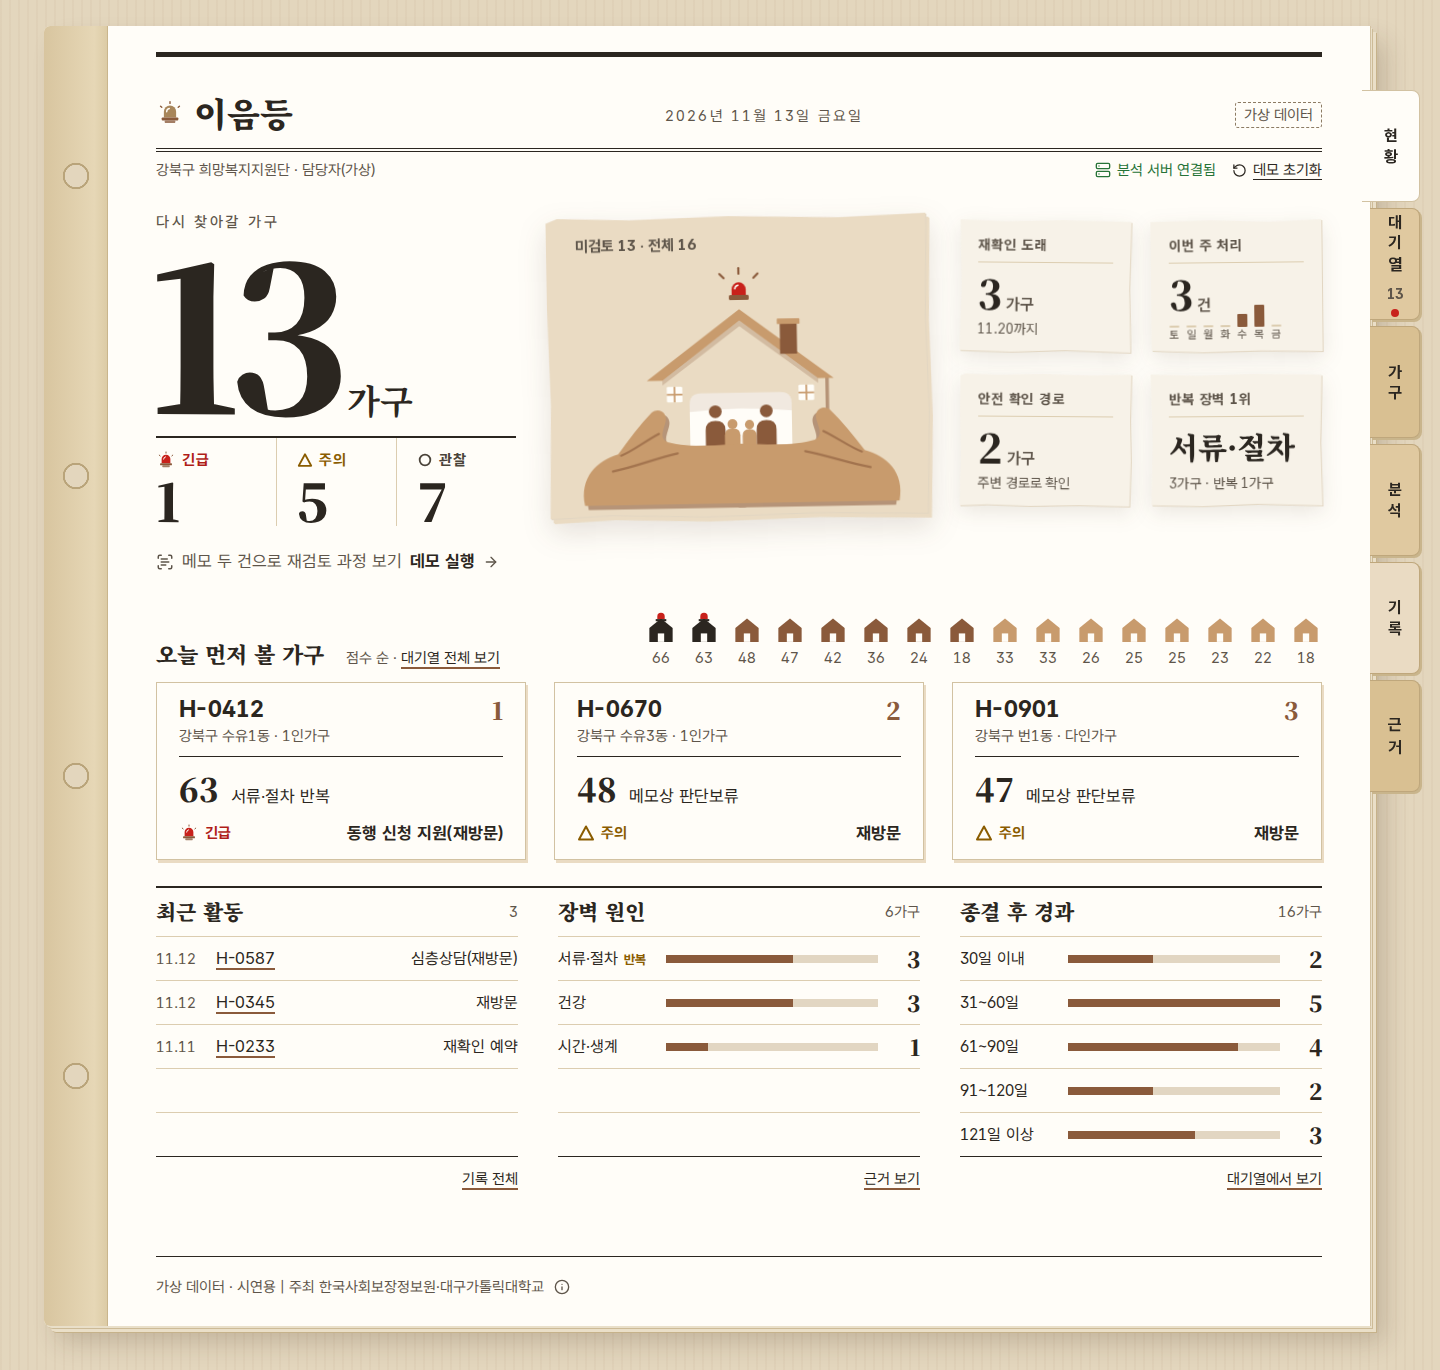 이음등
2026년 11월 13일 금요일
가상 데이터
강북구 희망복지지원단 · 담당자(가상)
분석 서버 연결됨
데모 초기화
다시 찾아갈 가구
13 가구
긴급
1
주의
5
관찰
7
메모 두 건으로 재검토 과정 보기 데모 실행
미검토 13 · 전체 16
재확인 도래
3 가구
11.20까지
이번 주 처리
3 건
토 일 월 화 수 목 금
안전 확인 경로
2 가구
주변 경로로 확인
반복 장벽 1위
서류·절차
3가구 · 반복 1가구
오늘 먼저 볼 가구
점수 순 · 대기열 전체 보기
66 63 48 47 42 36 24 18 33 33 26 25 25 23 22 18
H-0412
1
강북구 수유1동 · 1인가구
63 서류·절차 반복
긴급
동행 신청 지원(재방문)
H-0670
2
강북구 수유3동 · 1인가구
48 메모상 판단보류
주의
재방문
H-0901
3
강북구 번1동 · 다인가구
47 메모상 판단보류
주의
재방문
최근 활동
3
11.12 H-0587 심층상담(재방문)
11.12 H-0345 재방문
11.11 H-0233 재확인 예약
기록 전체
장벽 원인
6가구
서류·절차 반복 3
건강 3
시간·생계 1
근거 보기
종결 후 경과
16가구
30일 이내 2
31~60일 5
61~90일 4
91~120일 2
121일 이상 3
대기열에서 보기
가상 데이터 · 시연용 | 주최 한국사회보장정보원·대구가톨릭대학교
현황
대기열
13
가구
분석
기록
근거